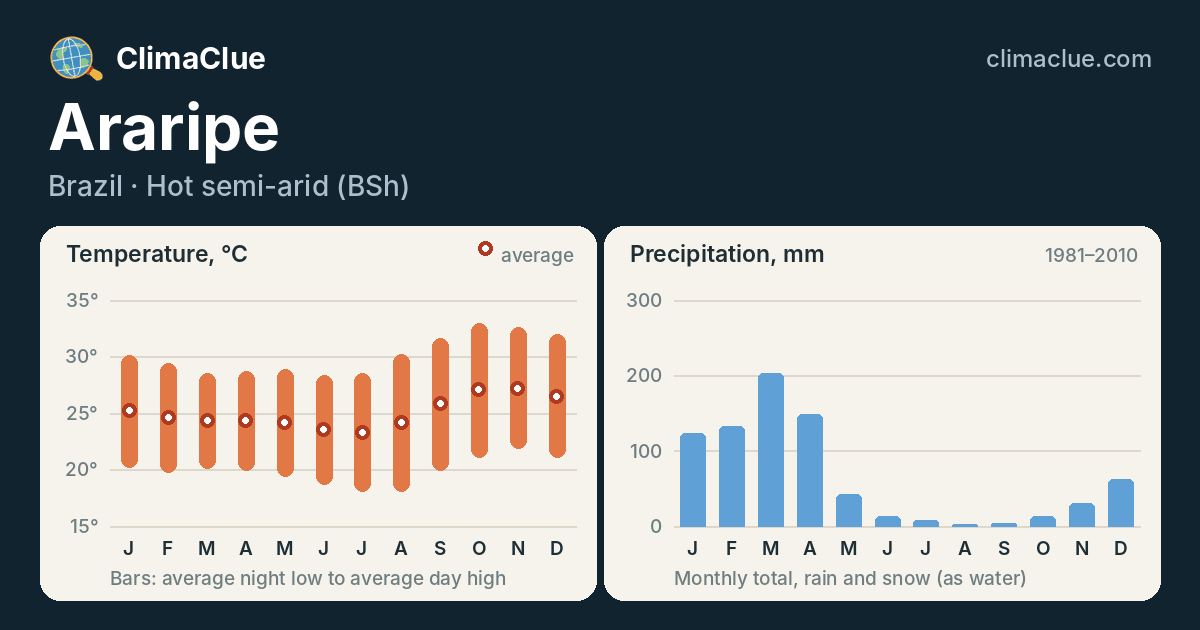 ClimaClue
climaclue.com
Araripe
Brazil · Hot semi-arid (BSh)
Temperature, °C
average
35°
30°
25°
20°
15°
J F M A M J J A S O N D
Bars: average night low to average day high
Precipitation, mm
1981–2010
300
200
100
0
J F M A M J J A S O N D
Monthly total, rain and snow (as water)